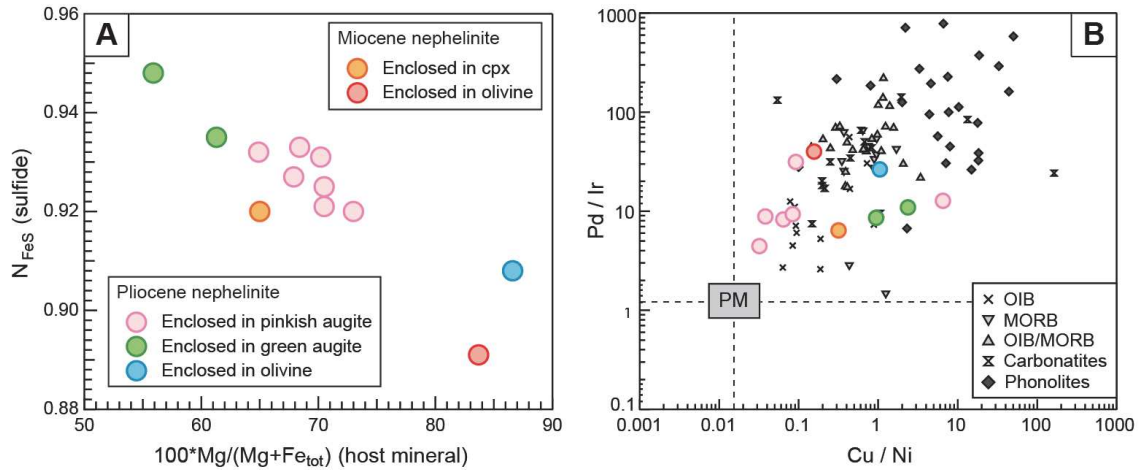 A
0.96
0.94
0.92
0.90
0.88
N_FeS (sulfide)
50
60
70
80
90
100*Mg/(Mg+Fe_tot) (host mineral)
Miocene nephelinite
Enclosed in cpx
Enclosed in olivine
Pliocene nephelinite
Enclosed in pinkish augite
Enclosed in green augite
Enclosed in olivine
B
1000
100
10
1
0.1
Pd / Ir
0.001
0.01
0.1
1
10
100
1000
Cu / Ni
PM
OIB
MORB
OIB/MORB
Carbonatites
Phonolites